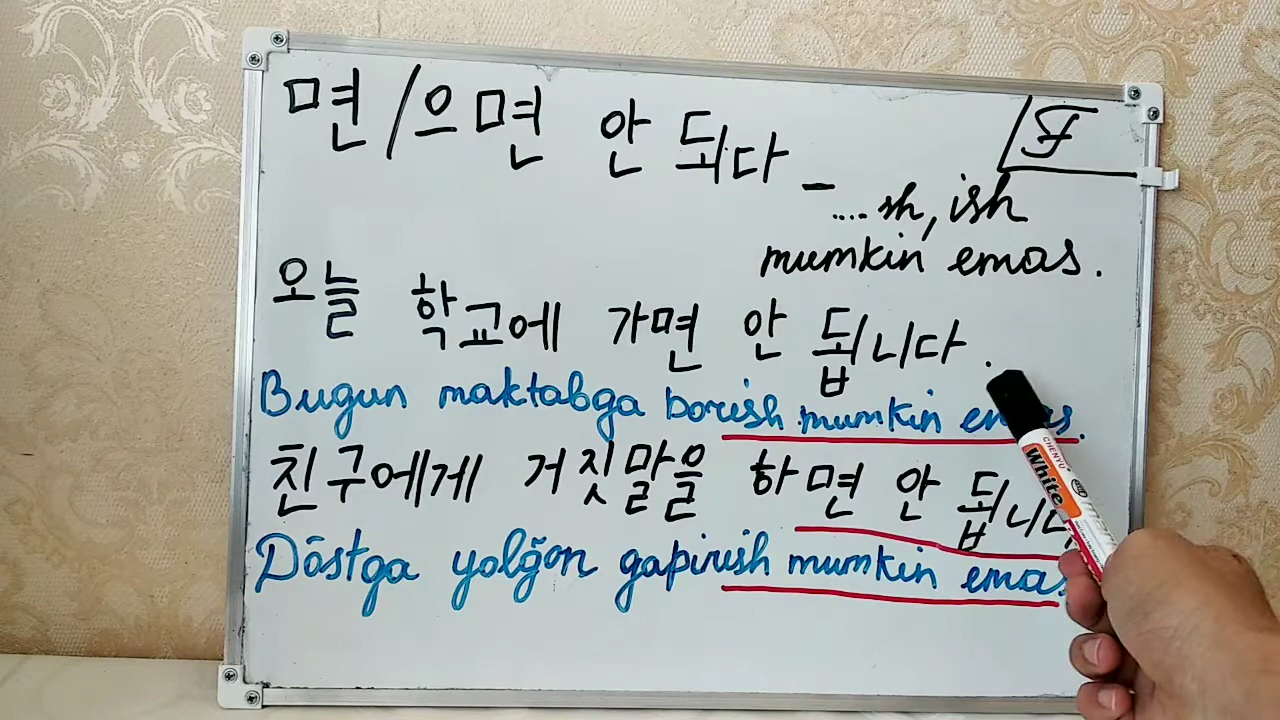 면/으면 안 되다 -
.... sh, ish
mumkin emas.
오늘 학교에 가면 안 됩니다.
Bugun maktabga borish mumkin emas.
친구에게 거짓말을 하면 안 됩니다
Dōstga yolğon gapirish mumkin emas
CHENYU
White